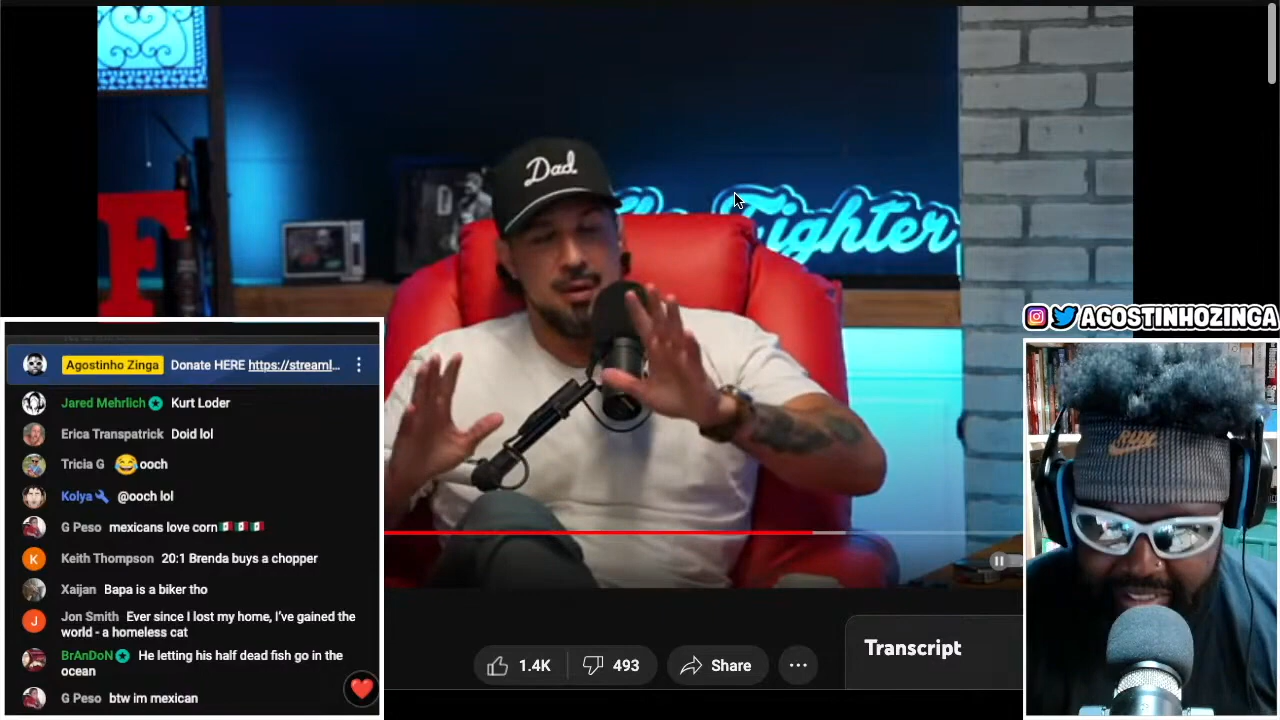 Dad
Fighter
F
AGOSTINHOZINGA
Agostinho Zinga Donate HERE https://streaml...
Jared Mehrlich Kurt Loder
Erica Transpatrick Doid lol
Tricia G 😂 ooch
Kolya @ooch lol
G Peso mexicans love corn🇲🇽🇲🇽🇲🇽
Keith Thompson 20:1 Brenda buys a chopper
Xaijan Bapa is a biker tho
Jon Smith Ever since I lost my home, I've gained the
world - a homeless cat
BrAnDoN He letting his half dead fish go in the
ocean
G Peso btw im mexican
1.4K
493
Share
Transcript